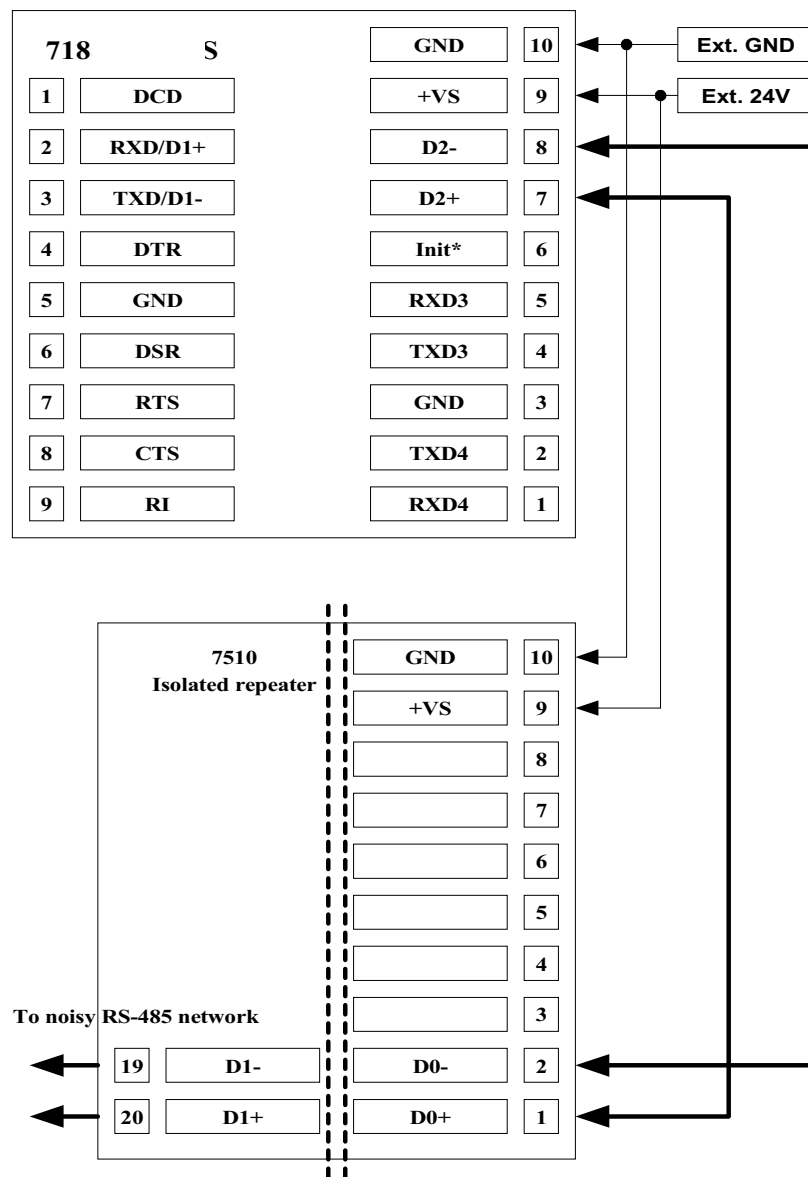 718 S GND 10 Ext. GND
1 DCD +VS 9 Ext. 24V
2 RXD/D1+ D2- 8
3 TXD/D1- D2+ 7
4 DTR Init* 6
5 GND RXD3 5
6 DSR TXD3 4
7 RTS GND 3
8 CTS TXD4 2
9 RI RXD4 1
7510 GND 10
Isolated repeater
+VS 9
8
7
6
5
4
3
To noisy RS-485 network
19 D1- D0- 2
20 D1+ D0+ 1